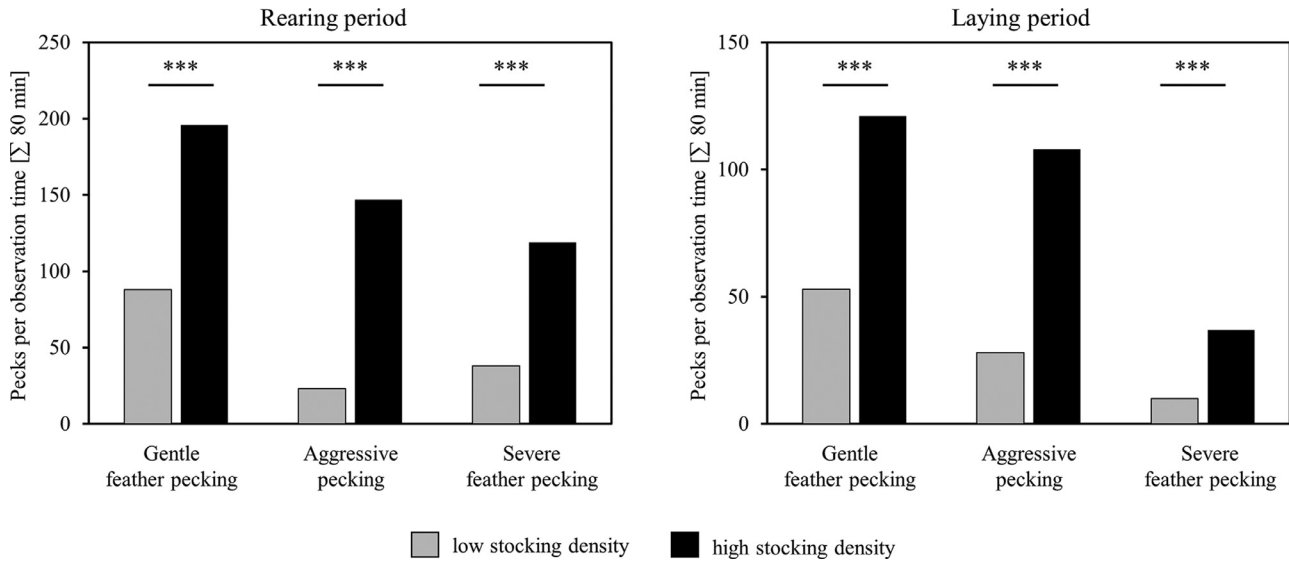 Rearing period
Pecks per observation time [∑ 80 min]
250
200
150
100
50
0
***
***
***
Gentle
feather pecking
Aggressive
pecking
Severe
feather pecking
Laying period
Pecks per observation time [∑ 80 min]
150
100
50
0
***
***
***
Gentle
feather pecking
Aggressive
pecking
Severe
feather pecking
low stocking density
high stocking density